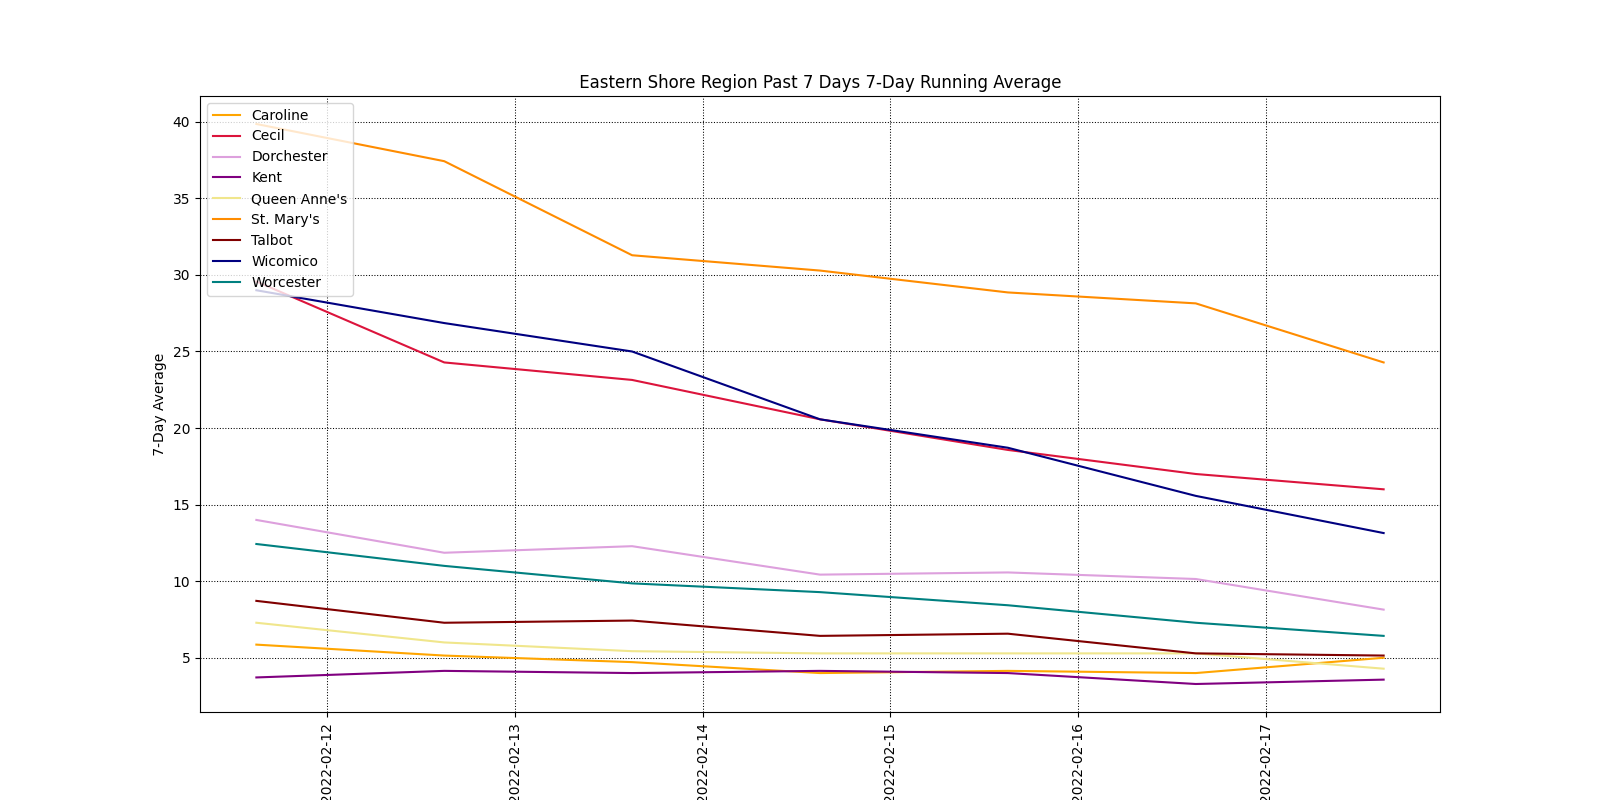 Eastern Shore Region Past 7 Days 7-Day Running Average
Caroline
Cecil
Dorchester
Kent
Queen Anne's
St. Mary's
Talbot
Wicomico
Worcester
40
35
30
25
20
15
10
5
7-Day Average
2022-02-12
2022-02-13
2022-02-14
2022-02-15
2022-02-16
2022-02-17